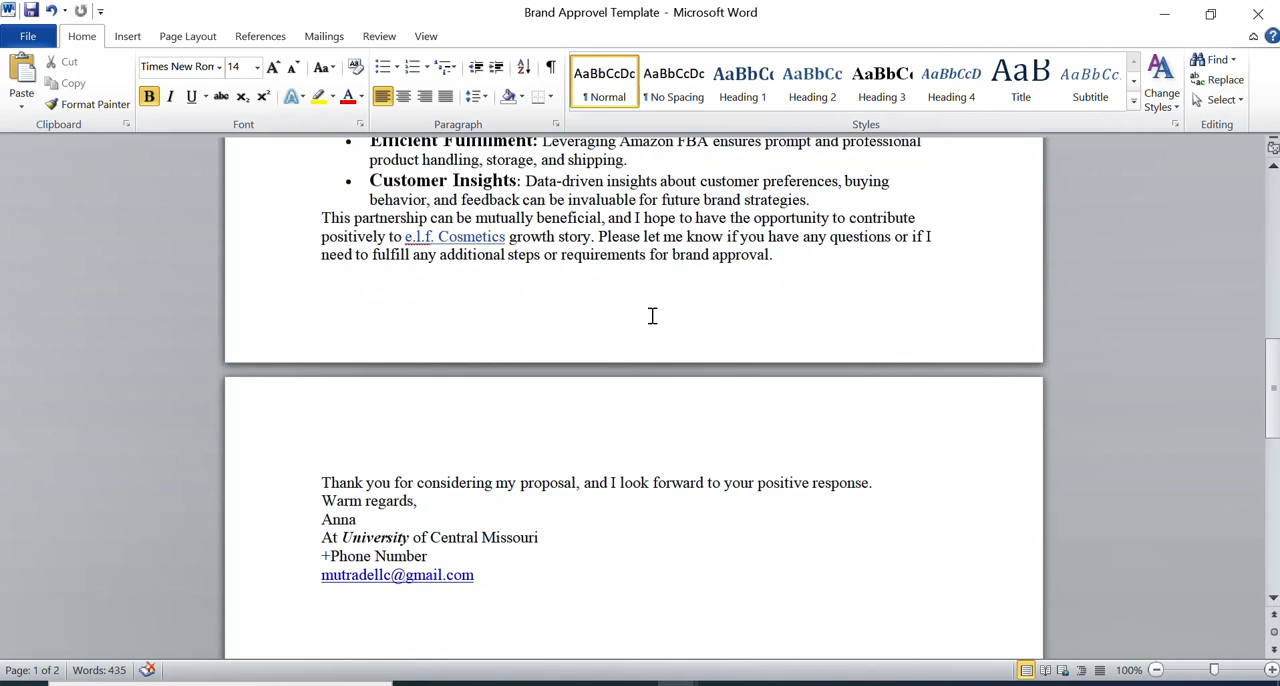 Brand Approvel Template - Microsoft Word
File Home Insert Page Layout References Mailings Review View
Paste
Cut
Copy
Format Painter
Clipboard
Times New Ron 14
Aa
B I U abc x₂ x² A A
Font
Paragraph
AaBbCcDc AaBbCcDc AaBbCc AaBbCc AaBbCc AaBbCcD AaB AaBbCc.
¶ Normal ¶ No Spacing Heading 1 Heading 2 Heading 3 Heading 4 Title Subtitle
Change Styles
Styles
Find
Replace
Select
Editing
• Efficient Fulfillment: Leveraging Amazon FBA ensures prompt and professional
product handling, storage, and shipping.
• Customer Insights: Data-driven insights about customer preferences, buying
behavior, and feedback can be invaluable for future brand strategies.
This partnership can be mutually beneficial, and I hope to have the opportunity to contribute
positively to e.l.f. Cosmetics growth story. Please let me know if you have any questions or if I
need to fulfill any additional steps or requirements for brand approval.
Thank you for considering my proposal, and I look forward to your positive response.
Warm regards,
Anna
At University of Central Missouri
+Phone Number
mutradellc@gmail.com
Page: 1 of 2 Words: 435 100%